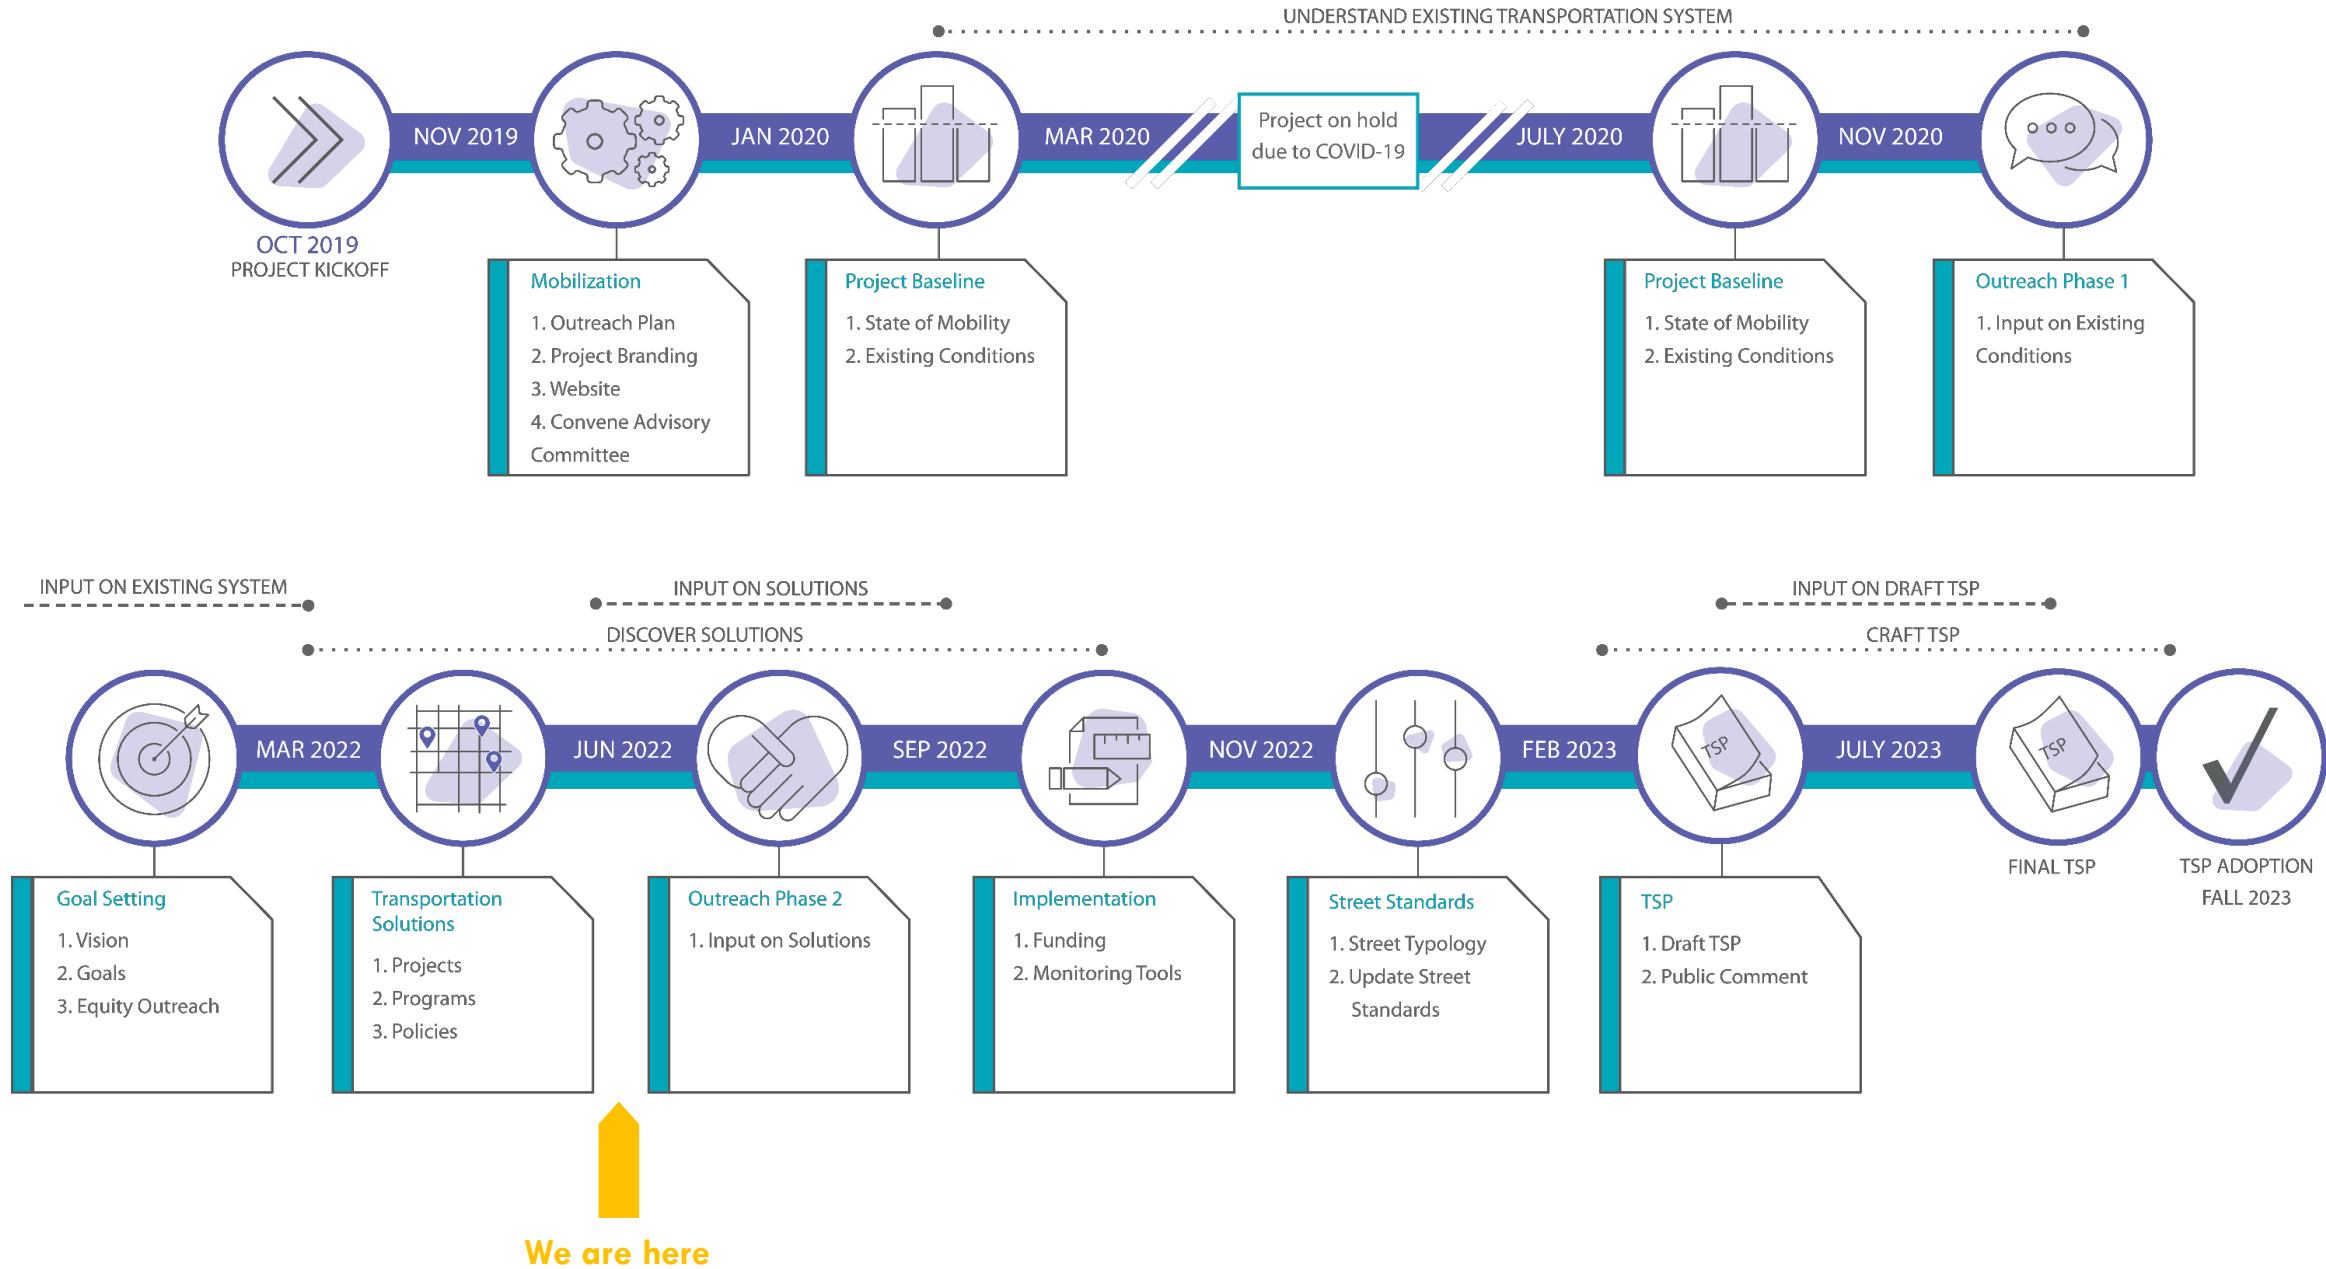 UNDERSTAND EXISTING TRANSPORTATION SYSTEM
NOV 2019
JAN 2020
MAR 2020
Project on hold
due to COVID-19
JULY 2020
NOV 2020
OCT 2019
PROJECT KICKOFF
Mobilization
1. Outreach Plan
2. Project Branding
3. Website
4. Convene Advisory
Committee
Project Baseline
1. State of Mobility
2. Existing Conditions
Project Baseline
1. State of Mobility
2. Existing Conditions
Outreach Phase 1
1. Input on Existing
Conditions
INPUT ON EXISTING SYSTEM
INPUT ON SOLUTIONS
INPUT ON DRAFT TSP
DISCOVER SOLUTIONS
CRAFT TSP
MAR 2022
JUN 2022
SEP 2022
NOV 2022
FEB 2023
TSP
JULY 2023
TSP
Goal Setting
1. Vision
2. Goals
3. Equity Outreach
Transportation
Solutions
1. Projects
2. Programs
3. Policies
Outreach Phase 2
1. Input on Solutions
Implementation
1. Funding
2. Monitoring Tools
Street Standards
1. Street Typology
2. Update Street
Standards
TSP
1. Draft TSP
2. Public Comment
FINAL TSP
TSP ADOPTION
FALL 2023
We are here